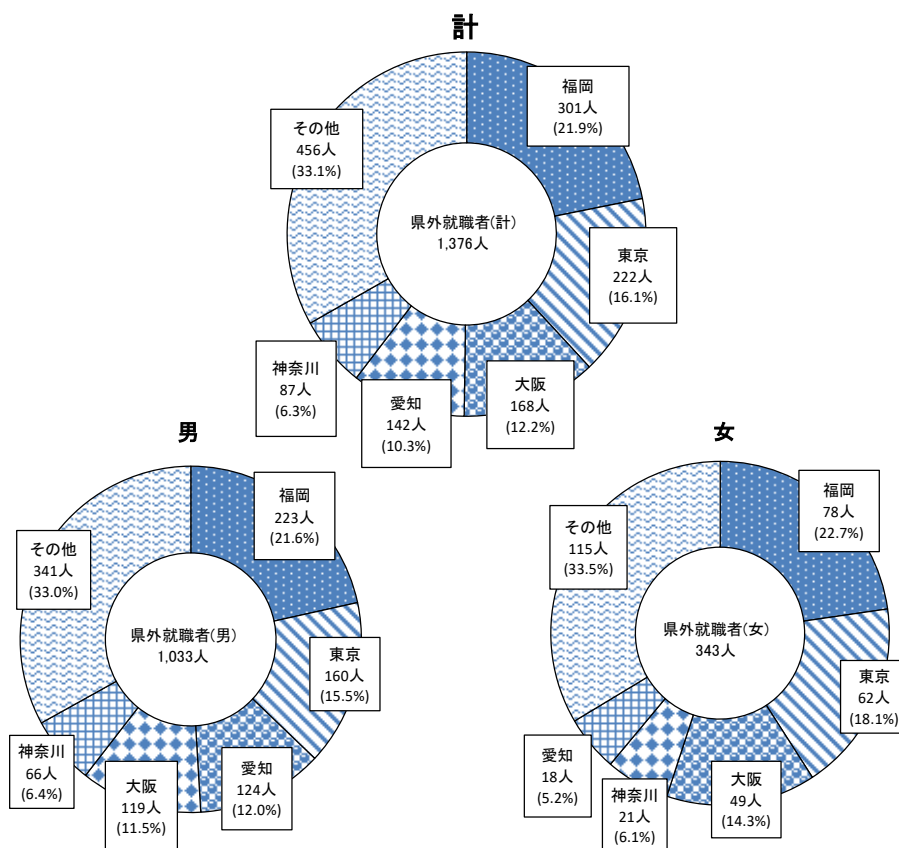 計
福岡
301人
(21.9%)
その他
456人
(33.1%)
県外就職者(計)
1,376人
東京
222人
(16.1%)
神奈川
87人
(6.3%)
愛知
142人
(10.3%)
大阪
168人
(12.2%)
男
福岡
223人
(21.6%)
その他
341人
(33.0%)
県外就職者(男)
1,033人
東京
160人
(15.5%)
神奈川
66人
(6.4%)
大阪
119人
(11.5%)
愛知
124人
(12.0%)
女
福岡
78人
(22.7%)
その他
115人
(33.5%)
県外就職者(女)
343人
東京
62人
(18.1%)
愛知
18人
(5.2%)
神奈川
21人
(6.1%)
大阪
49人
(14.3%)